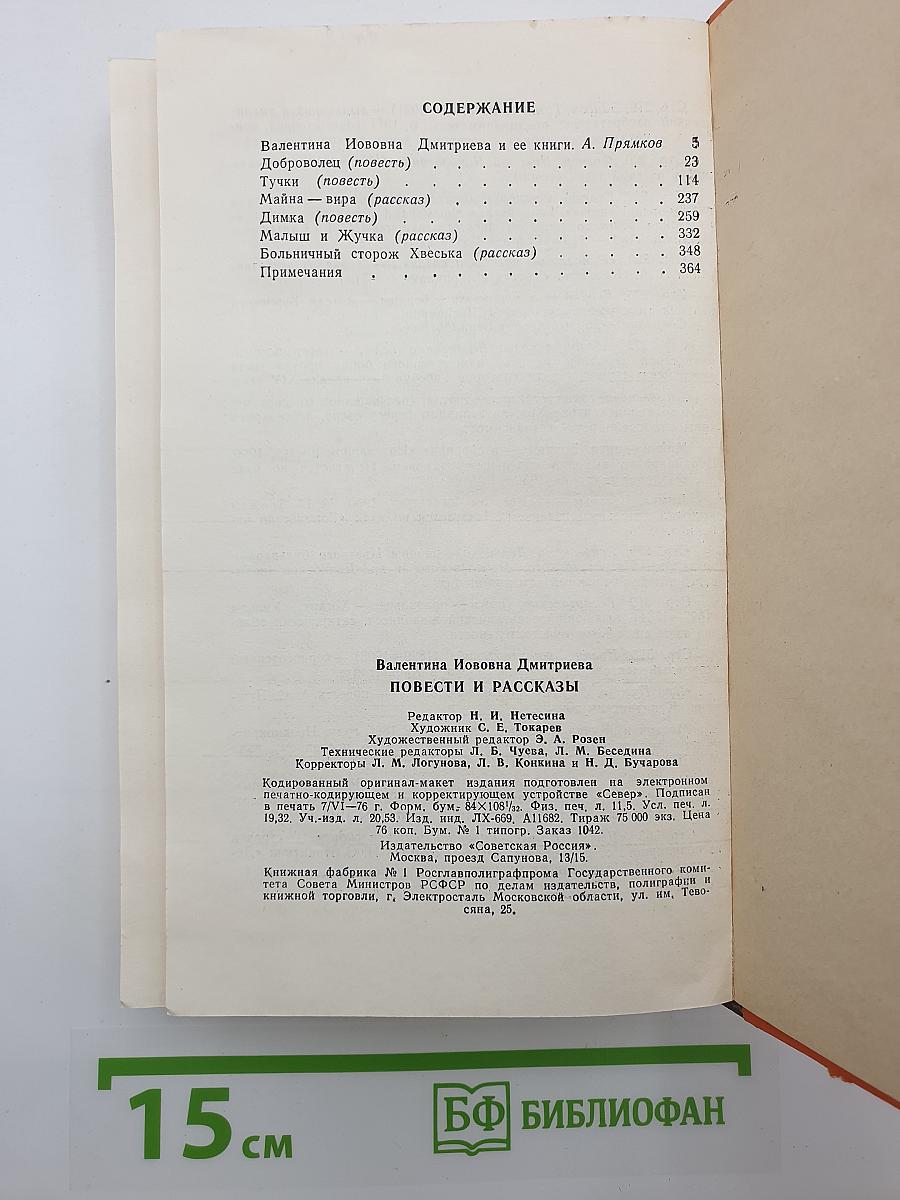 СОДЕРЖАНИЕ
Валентина Иововна Дмитриева и ее книги. А. Прямков 5
Доброволец (повесть) . . . . . . . . . . 23
Тучки (повесть) . . . . . . . . . . . 114
Майна — вира (рассказ) . . . . . . . . . 237
Димка (повесть) . . . . . . . . . . . 259
Малыш и Жучка (рассказ) . . . . . . . . 332
Больничный сторож Хвеська (рассказ) . . . . . 348
Примечания . . . . . . . . . . . . 364
Валентина Иововна Дмитриева
ПОВЕСТИ И РАССКАЗЫ
Редактор Н. И. Нетесина
Художник С. Е. Токарев
Художественный редактор Э. А. Розен
Технические редакторы Л. Б. Чуева, Л. М. Беседина
Корректоры Л. М. Логунова, Л. В. Конкина и Н. Д. Бучарова
Кодированный оригинал-макет издания подготовлен на электронном
печатно-кодирующем и корректирующем устройстве «Север». Подписан
в печать 7/VI—76 г. Форм. бум. 84×108¹/₃₂. Физ. печ. л. 11,5. Усл. печ. л.
19,32. Уч.-изд. л. 20,53. Изд. инд. ЛХ-669. А11682. Тираж 75 000 экз. Цена
76 коп. Бум. № 1 типогр. Заказ 1042.
Издательство «Советская Россия».
Москва, проезд Сапунова, 13/15.
Книжная фабрика № 1 Росглавполиграфпрома Государственного коми-
тета Совета Министров РСФСР по делам издательств, полиграфии и
книжной торговли, г. Электросталь Московской области, ул. им. Тево-
сяна, 25.
15 см
БФ БИБЛИОФАН